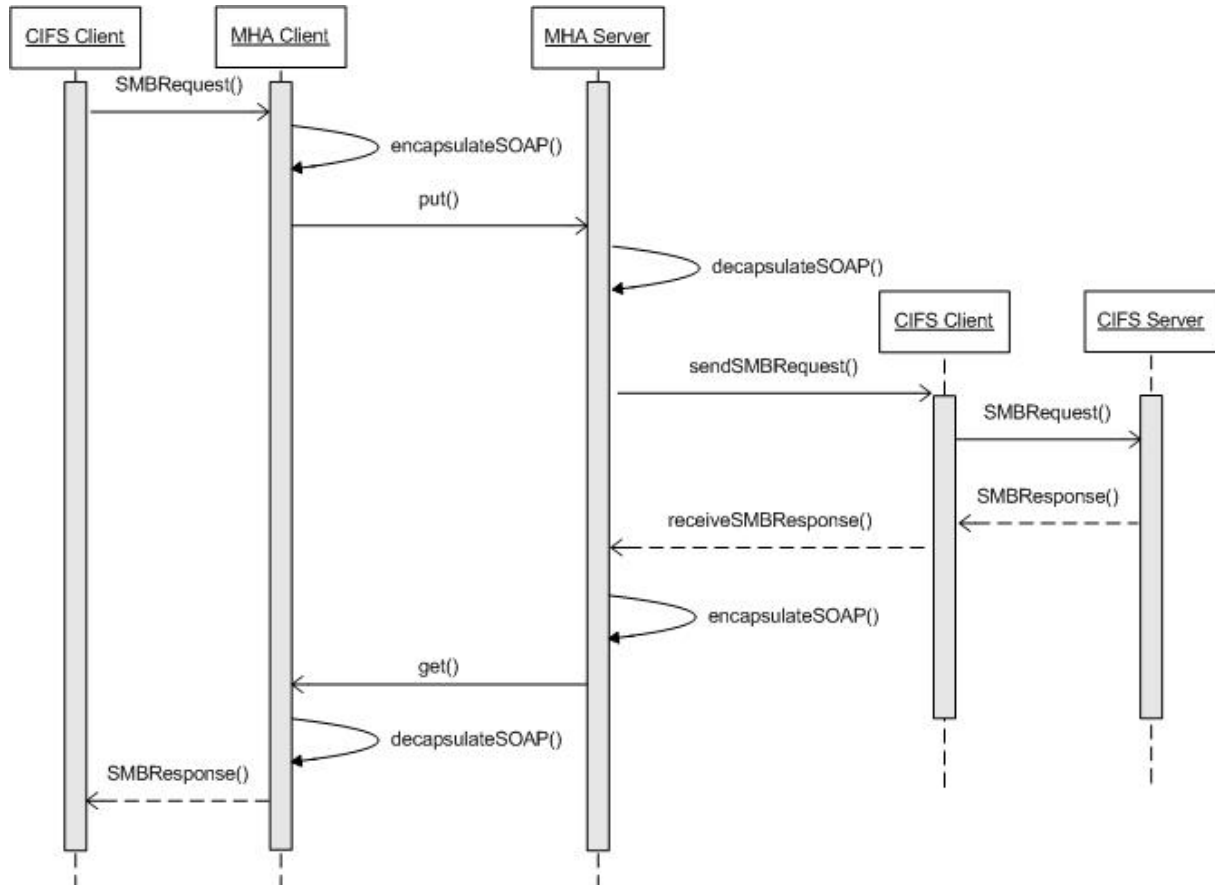 CIFS Client
MHA Client
MHA Server
SMBRequest()
encapsulateSOAP()
put()
decapsulateSOAP()
CIFS Client
CIFS Server
sendSMBRequest()
SMBRequest()
SMBResponse()
receiveSMBResponse()
encapsulateSOAP()
get()
decapsulateSOAP()
SMBResponse()